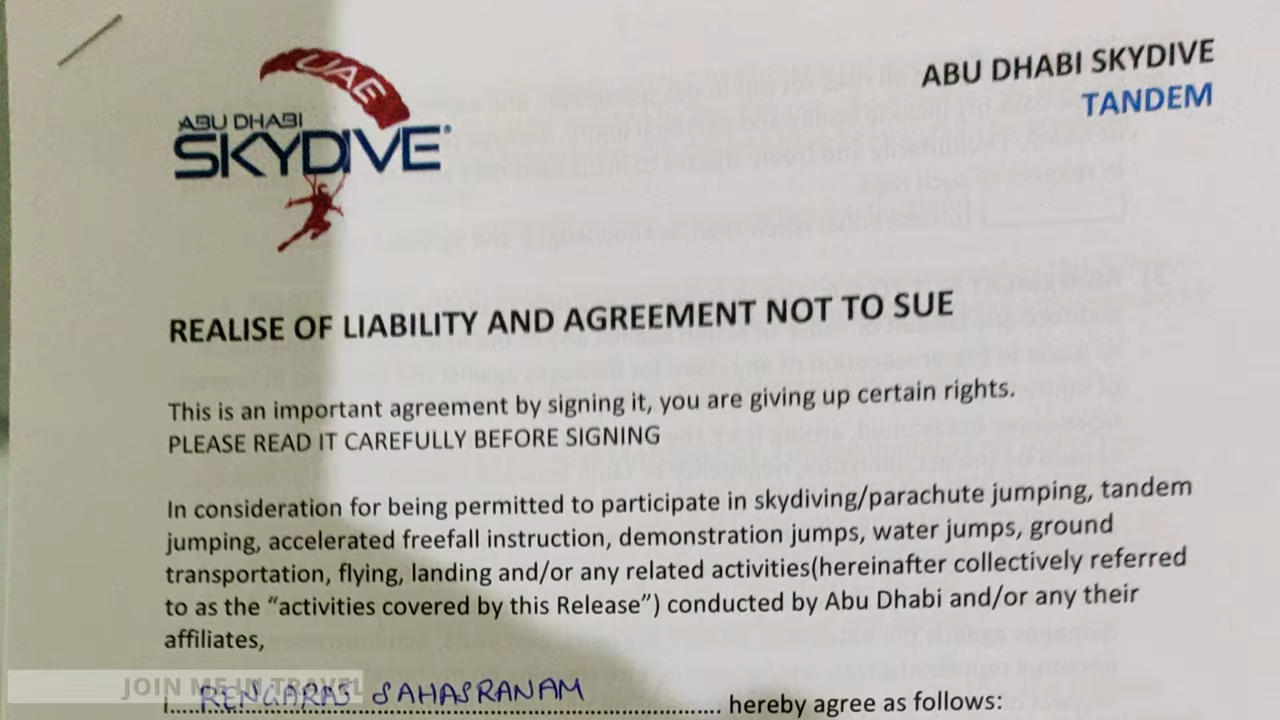 UAE
ABU DHABI
SKYDIVE
ABU DHABI SKYDIVE
TANDEM
REALISE OF LIABILITY AND AGREEMENT NOT TO SUE
This is an important agreement by signing it, you are giving up certain rights.
PLEASE READ IT CAREFULLY BEFORE SIGNING
In consideration for being permitted to participate in skydiving/parachute jumping, tandem
jumping, accelerated freefall instruction, demonstration jumps, water jumps, ground
transportation, flying, landing and/or any related activities(hereinafter collectively referred
to as the “activities covered by this Release”) conducted by Abu Dhabi and/or any their
affiliates,
I.....RENGARAJ SAHASRANAM..... hereby agree as follows:
JOIN ME IN TRAVEL